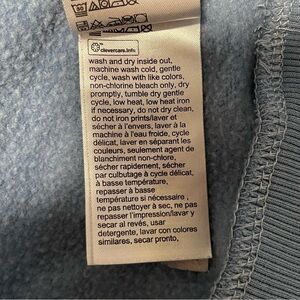 clevercare.info
wash and dry inside out,
machine wash cold, gentle
cycle, wash with like colors,
non-chlorine bleach only, dry
promptly, tumble dry gentle
cycle, low heat, low heat iron
if necessary, do not dry clean,
do not iron prints/laver et
sécher à l'envers, laver à la
machine à l'eau froide, cycle
délicat, laver en séparant les
couleurs, seulement agent de
blanchiment non-chlore,
sécher rapidement, sécher
par culbutage à cycle délicat,
à basse température,
repasser à basse
température si nécessaire ,
ne pas nettoyer à sec, ne pas
repasser l'impression/lavar y
secar al revés, usar
detergente, lavar con colores
similares, secar pronto,